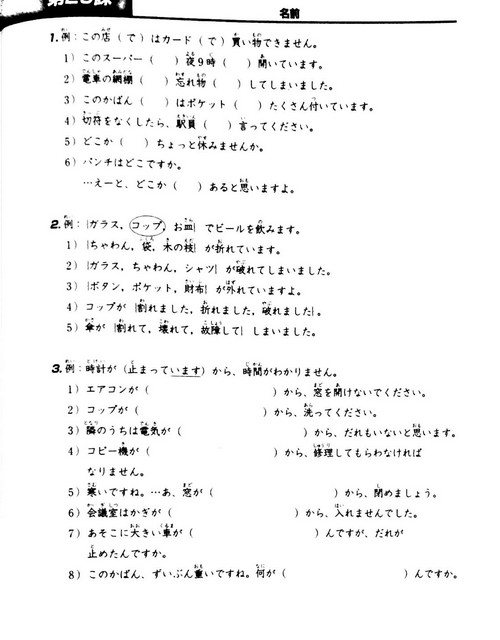 第29課
名前
1. 例：この店（で）はカード（で）買い物できません。
1）このスーパー（　）夜9時（　）開いています。
2）電車の網棚（　）忘れ物（　）してしまいました。
3）このかばん（　）はポケット（　）たくさん付いています。
4）切符をなくしたら、駅員（　）言ってください。
5）どこか（　）ちょっと休みませんか。
6）パンチはどこですか。
…えーと、どこか（　）あると思いますよ。
2. 例：｛ガラス，コップ，お皿｝でビールを飲みます。
1）｛ちゃわん，袋，木の枝｝が折れています。
2）｛ガラス，ちゃわん，シャツ｝が破れてしまいました。
3）｛ボタン，ポケット，財布｝が外れていますよ。
4）コップが｛割れました，折れました，破れました｝。
5）傘が｛割れて，壊れて，故障して｝しまいました。
3. 例：時計が（止まっています）から、時間がわかりません。
1）エアコンが（　）から、窓を開けないでください。
2）コップが（　）から、洗ってください。
3）隣のうちは電気が（　）から、だれもいないと思います。
4）コピー機が（　）から、修理してもらわなければ
なりません。
5）寒いですね。…あ、窓が（　）から、閉めましょう。
6）会議室はかぎが（　）から、入れませんでした。
7）あそこに大きい車が（　）んですが、だれが
止めたんですか。
8）このかばん、ずいぶん重いですね。何が（　）んですか。